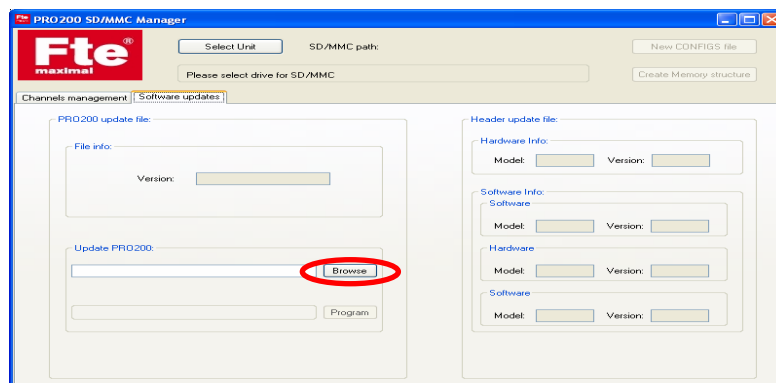 PRO200 SD/MMC Manager
Fte®
maximal
Select Unit
SD/MMC path:
New CONFIGS file
Please select drive for SD/MMC
Create Memory structure
Channels management
Software updates
PRO200 update file:
File info:
Version:
Update PRO200:
Browse
Program
Header update file:
Hardware Info:
Model: Version:
Software Info:
Software
Model: Version:
Hardware
Model: Version:
Software
Model: Version: